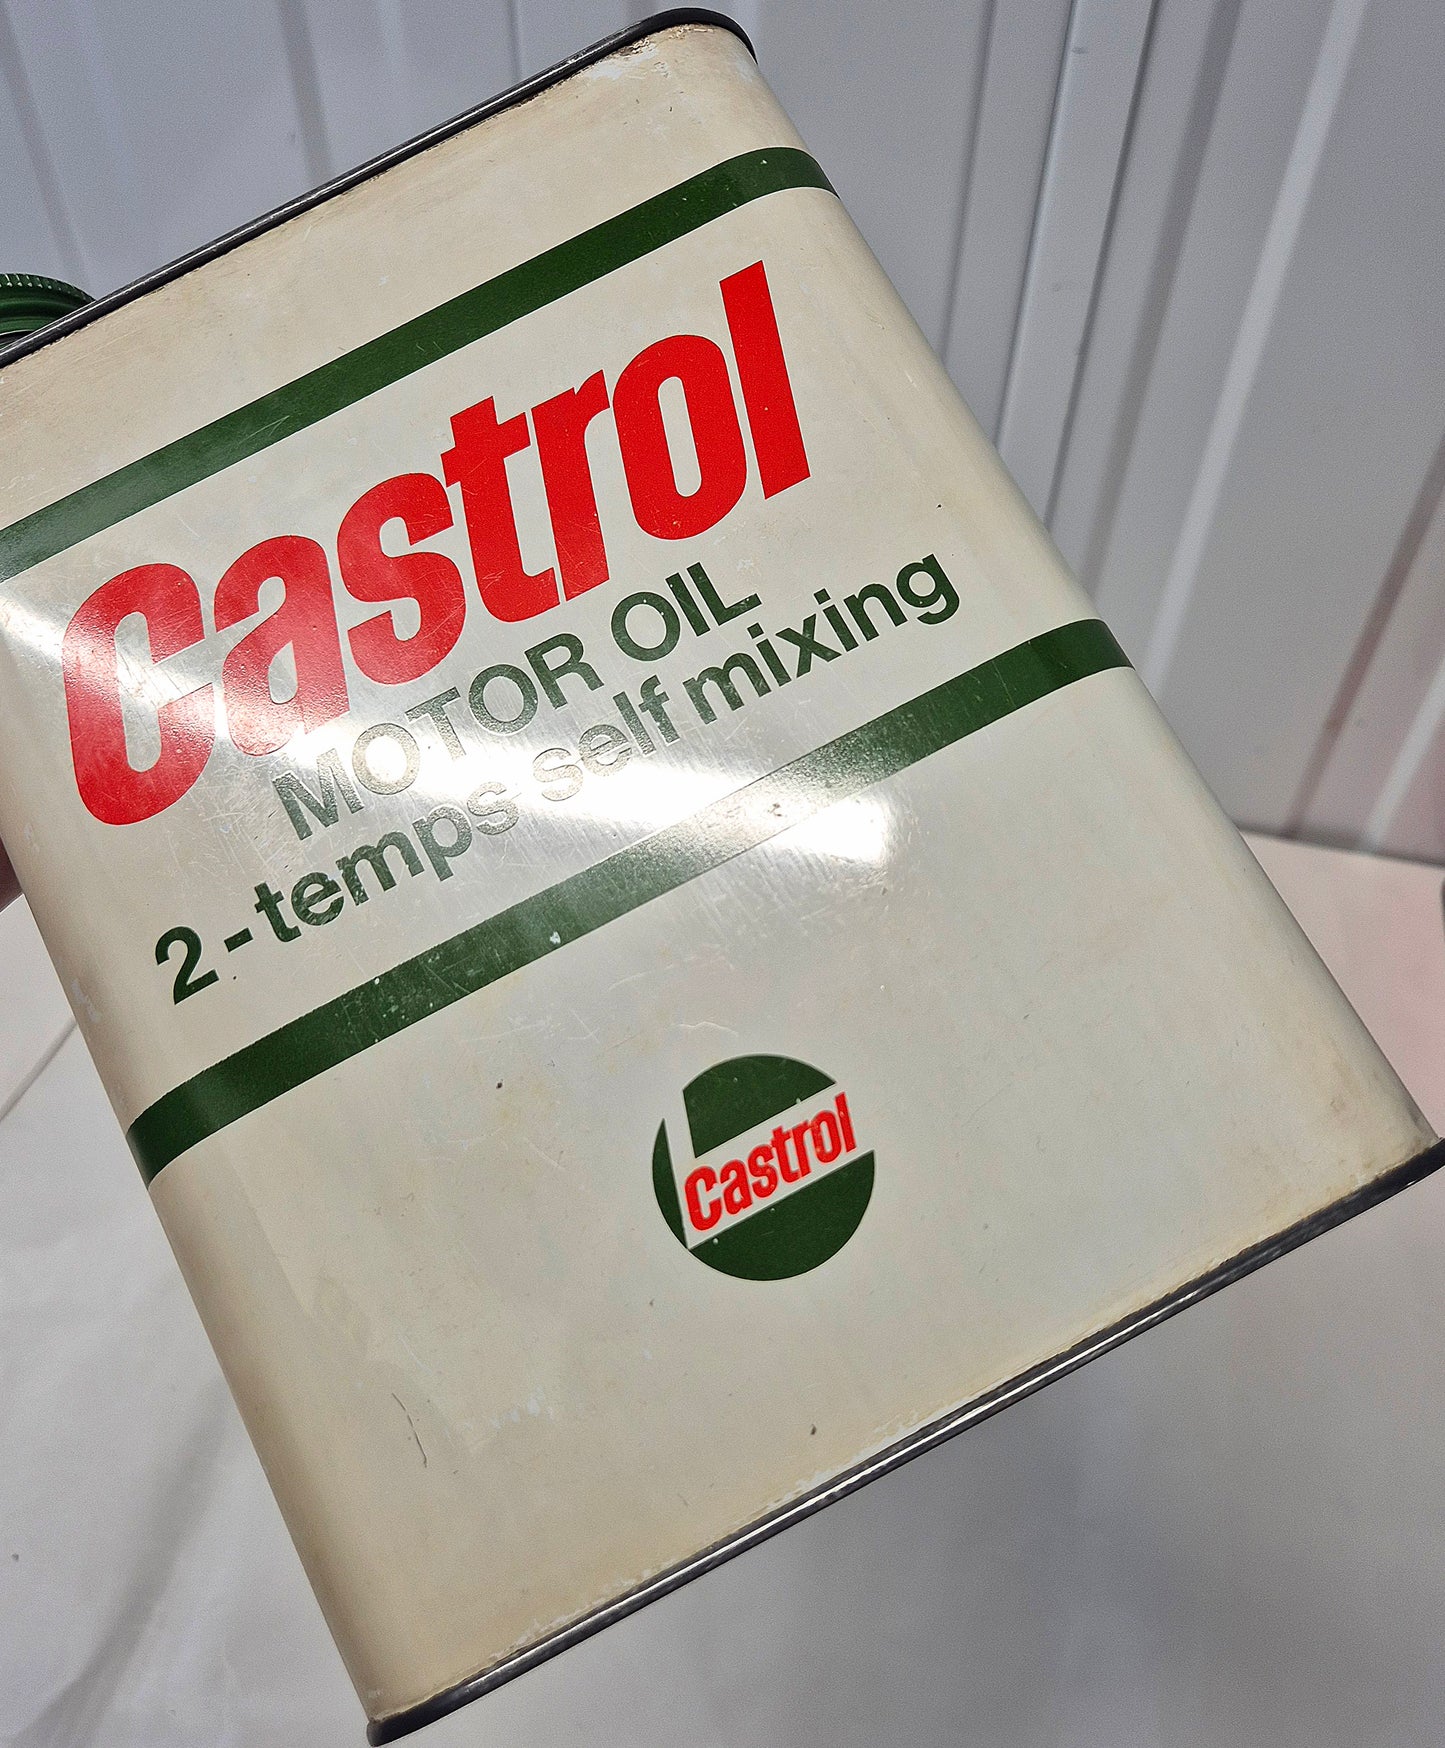 Castrol
MOTOR OIL
2-temps self mixing
Castrol